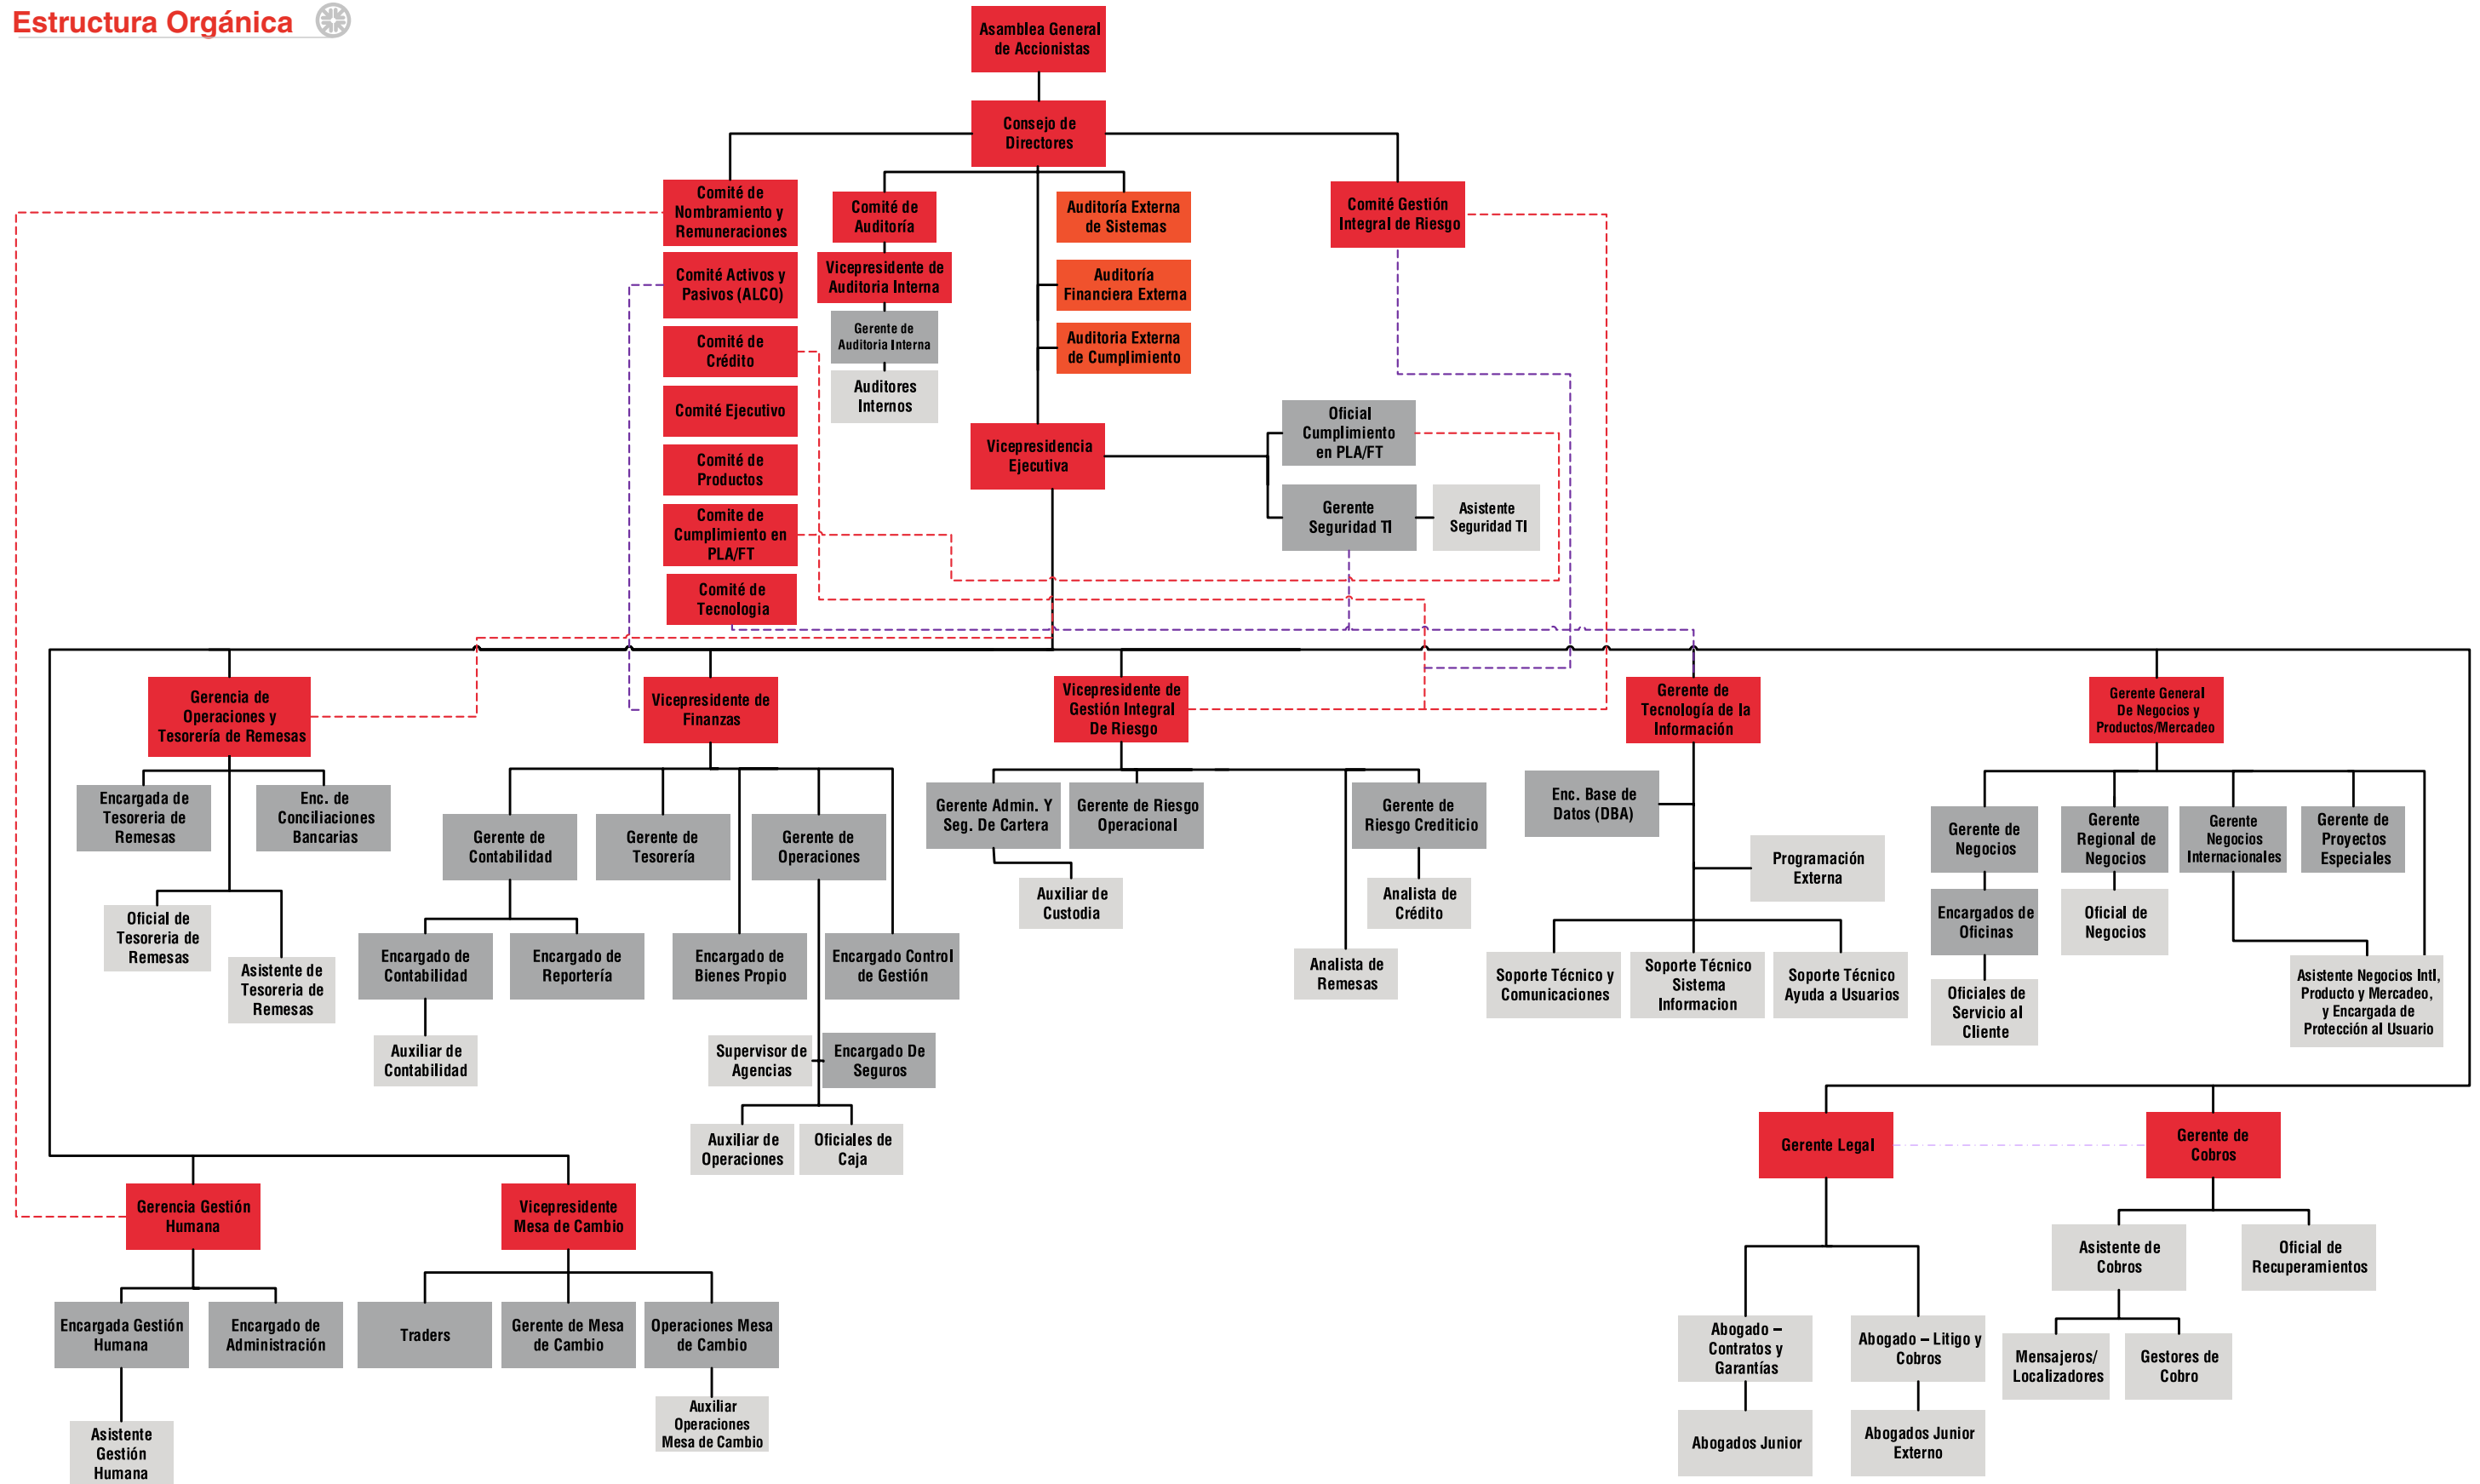 Estructura Orgánica
Asamblea General
de Accionistas
Consejo de
Directores
Comité de
Nombramiento y
Remuneraciones
Comité Activos y
Pasivos (ALCO)
Comité de
Crédito
Comité Ejecutivo
Comité de
Productos
Comite de
Cumplimiento en
PLA/FT
Comité de
Tecnologia
Comité de
Auditoría
Vicepresidente de
Auditoria Interna
Gerente de
Auditoria Interna
Auditores
Internos
Auditoría Externa
de Sistemas
Auditoría
Financiera Externa
Auditoria Externa
de Cumplimiento
Comité Gestión
Integral de Riesgo
Vicepresidencia
Ejecutiva
Oficial
Cumplimiento
en PLA/FT
Gerente
Seguridad TI
Asistente
Seguridad TI
Gerencia de
Operaciones y
Tesorería de Remesas
Encargada de
Tesoreria de
Remesas
Enc. de
Conciliaciones
Bancarias
Oficial de
Tesoreria de
Remesas
Asistente de
Tesoreria de
Remesas
Vicepresidente de
Finanzas
Gerente de
Contabilidad
Gerente de
Tesorería
Gerente de
Operaciones
Encargado de
Contabilidad
Encargado de
Reportería
Encargado de
Bienes Propio
Encargado Control
de Gestión
Auxiliar de
Contabilidad
Supervisor de
Agencias
Encargado De
Seguros
Auxiliar de
Operaciones
Oficiales de
Caja
Vicepresidente de
Gestión Integral
De Riesgo
Gerente Admin. Y
Seg. De Cartera
Gerente de Riesgo
Operacional
Gerente de
Riesgo Crediticio
Auxiliar de
Custodia
Analista de
Crédito
Analista de
Remesas
Gerente de
Tecnología de la
Información
Enc. Base de
Datos (DBA)
Programación
Externa
Soporte Técnico y
Comunicaciones
Soporte Técnico
Sistema
Informacion
Soporte Técnico
Ayuda a Usuarios
Gerente General
De Negocios y
Productos/Mercadeo
Gerente de
Negocios
Gerente
Regional de
Negocios
Gerente
Negocios
Internacionales
Gerente de
Proyectos
Especiales
Encargados de
Oficinas
Oficial de
Negocios
Oficiales de
Servicio al
Cliente
Asistente Negocios Intl,
Producto y Mercadeo,
y Encargada de
Protección al Usuario
Gerencia Gestión
Humana
Encargada Gestión
Humana
Encargado de
Administración
Asistente
Gestión
Humana
Vicepresidente
Mesa de Cambio
Traders
Gerente de Mesa
de Cambio
Operaciones Mesa
de Cambio
Auxiliar
Operaciones
Mesa de Cambio
Gerente Legal
Abogado –
Contratos y
Garantías
Abogado – Litigo y
Cobros
Abogados Junior
Abogados Junior
Externo
Gerente de
Cobros
Asistente de
Cobros
Oficial de
Recuperamientos
Mensajeros/
Localizadores
Gestores de
Cobro